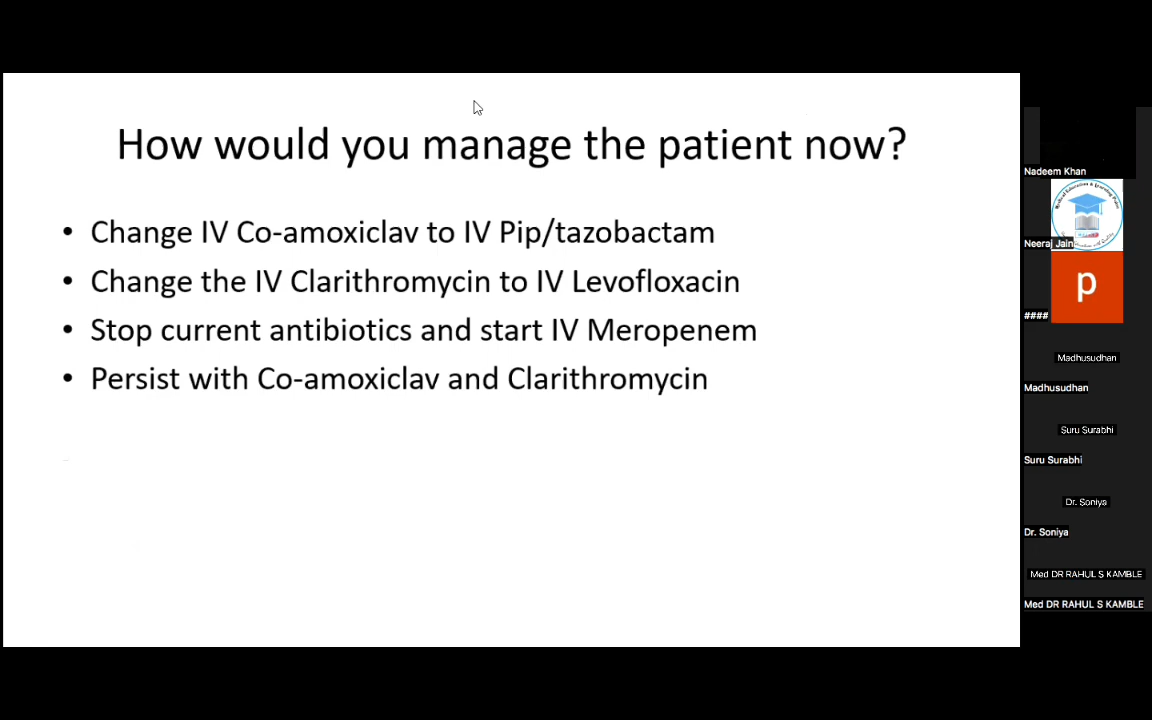 How would you manage the patient now?
• Change IV Co-amoxiclav to IV Pip/tazobactam
• Change the IV Clarithromycin to IV Levofloxacin
• Stop current antibiotics and start IV Meropenem
• Persist with Co-amoxiclav and Clarithromycin
Nadeem Khan
Neeraj Jain
p
####
Madhusudhan
Madhusudhan
Suru Surabhi
Suru Surabhi
Dr. Soniya
Dr. Soniya
Med DR RAHUL S KAMBLE
Med DR RAHUL S KAMBLE